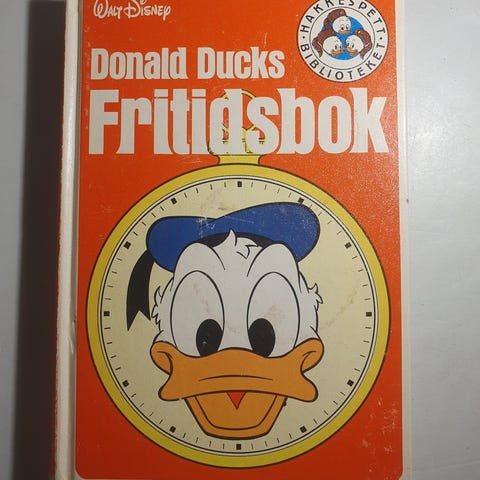 Walt Disney
HAKKESPETT
BIBLIOTEKET
Donald Ducks
Fritidsbok